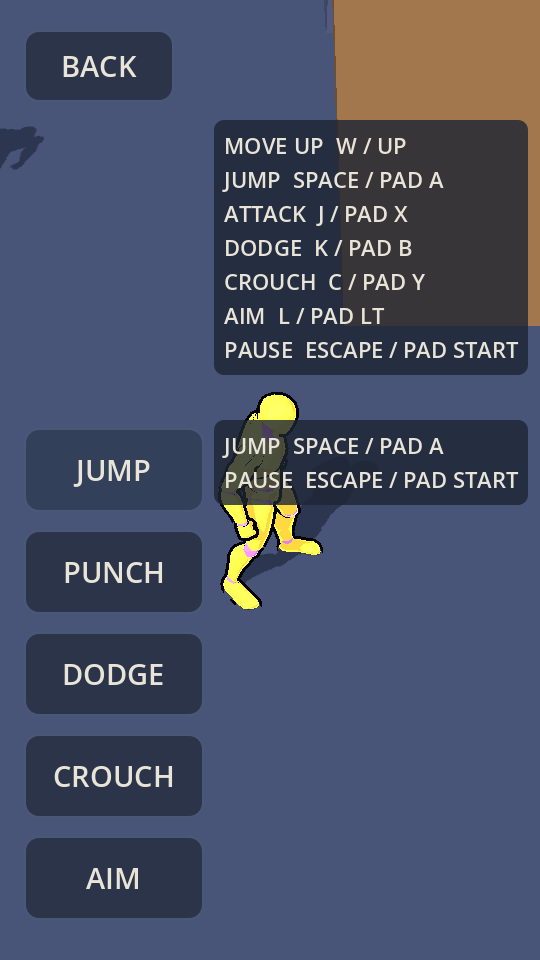 BACK
MOVE UP  W / UP
JUMP  SPACE / PAD A
ATTACK  J / PAD X
DODGE  K / PAD B
CROUCH  C / PAD Y
AIM  L / PAD LT
PAUSE  ESCAPE / PAD START
JUMP  SPACE / PAD A
PAUSE  ESCAPE / PAD START
JUMP
PUNCH
DODGE
CROUCH
AIM